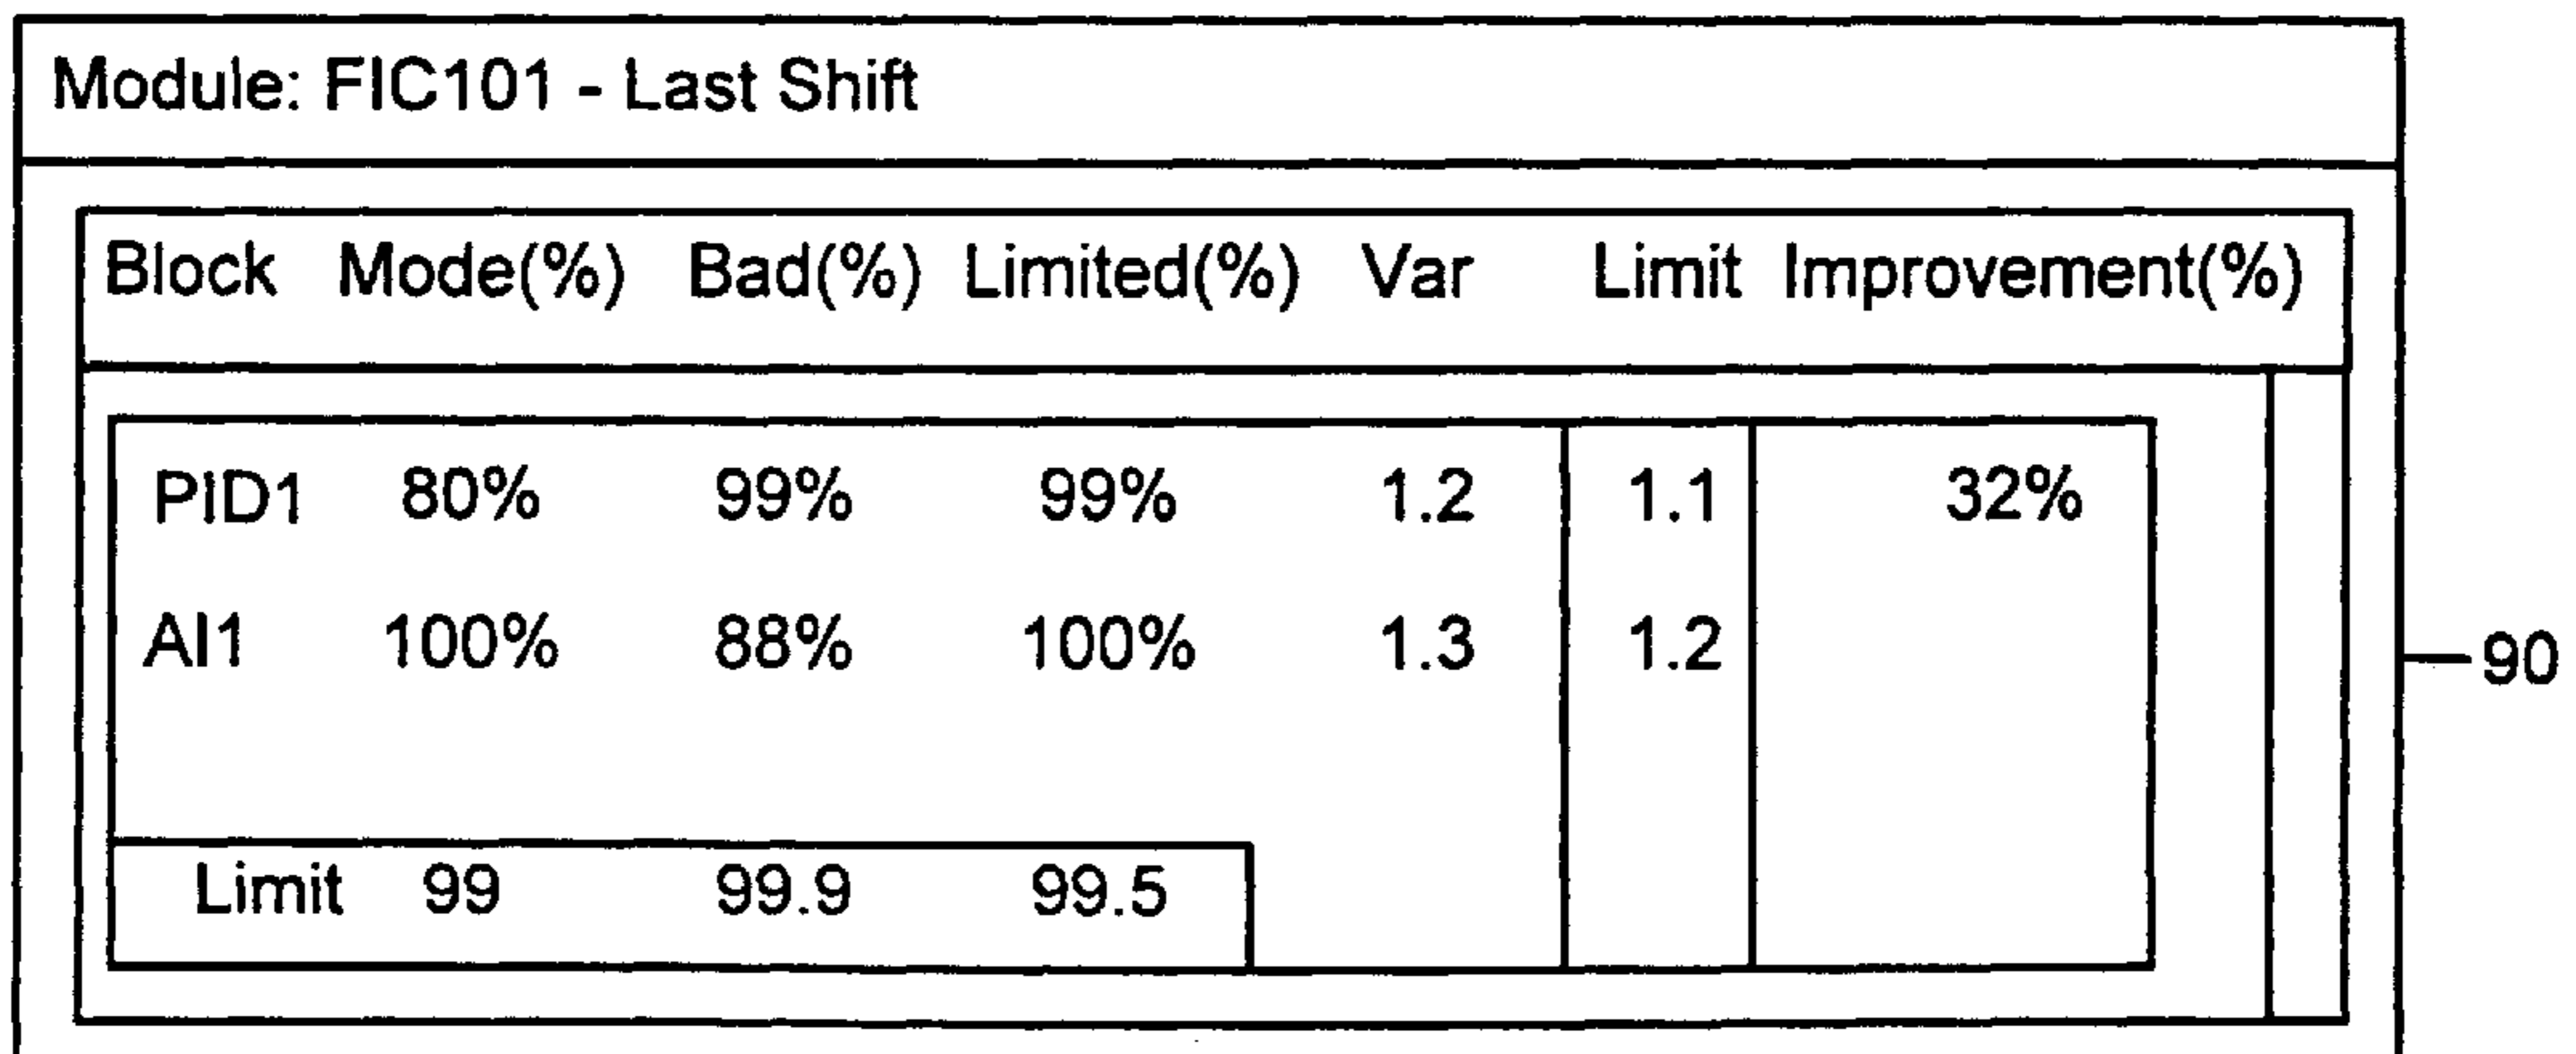 Module: FIC101 - Last Shift
Block Mode(%) Bad(%) Limited(%) Var Limit Improvement(%)
PID1 80% 99% 99% 1.2 1.1 32%
AI1 100% 88% 100% 1.3 1.2
90
Limit 99 99.9 99.5